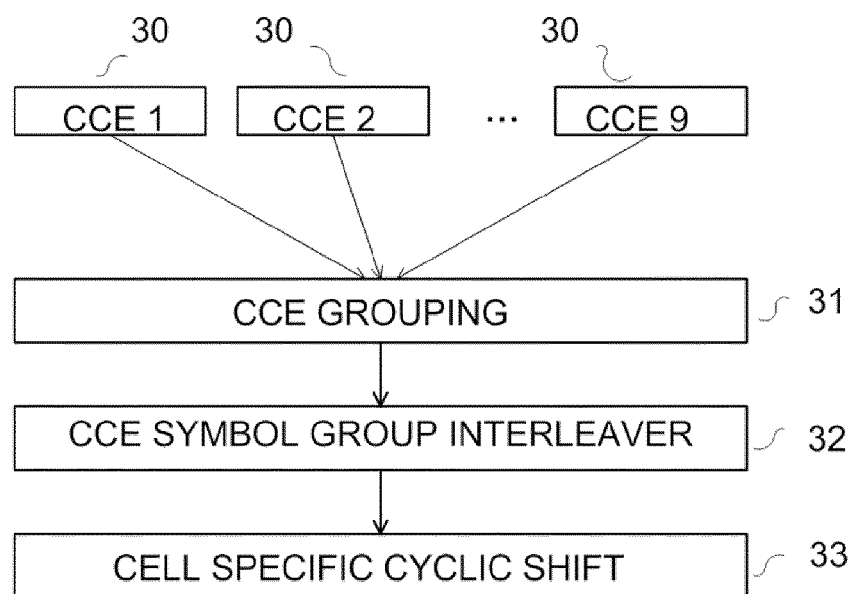 30 30 30
CCE 1 CCE 2 ... CCE 9
CCE GROUPING 31
CCE SYMBOL GROUP INTERLEAVER 32
CELL SPECIFIC CYCLIC SHIFT 33